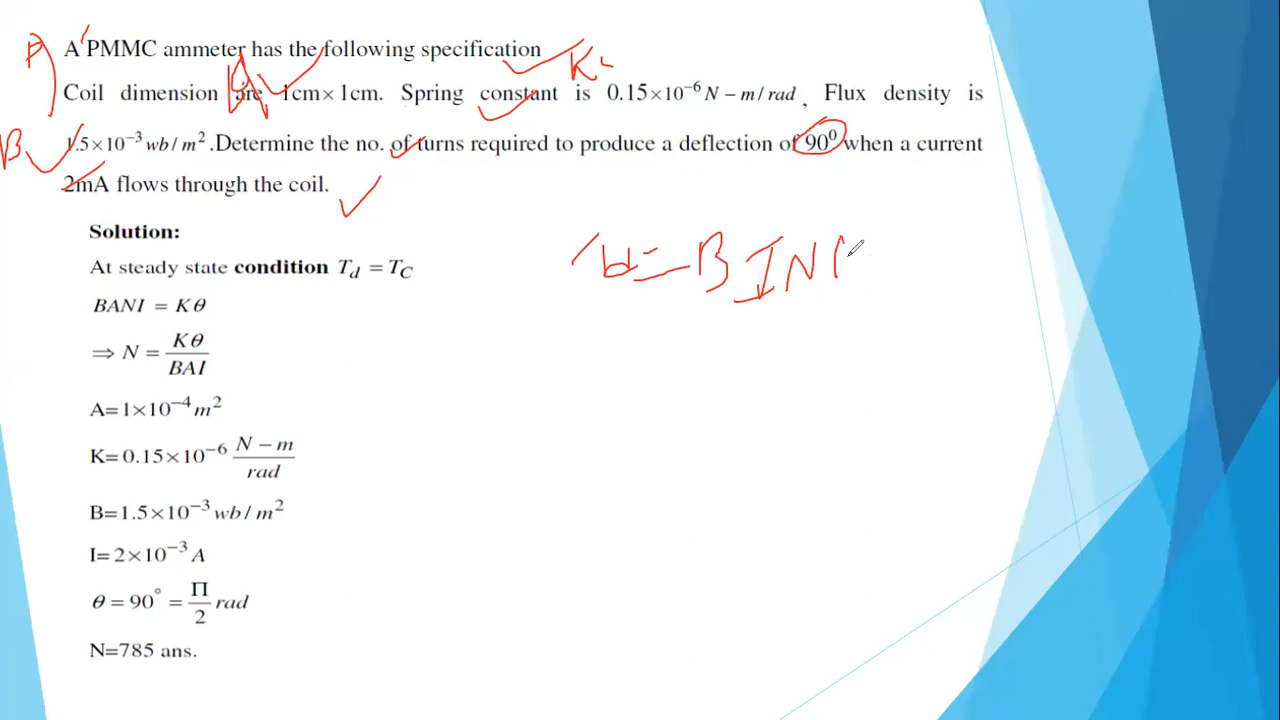 A PMMC ammeter has the following specification
Coil dimension are 1cm× 1cm. Spring constant is 0.15×10⁻⁶ N − m / rad , Flux density is
1.5×10⁻³ wb / m² .Determine the no. of turns required to produce a deflection of 90⁰ when a current
2mA flows through the coil.
Solution:
At steady state condition T_d = T_C
BANI = Kθ
⇒ N = Kθ / BAI
A=1×10⁻⁴ m²
K= 0.15×10⁻⁶ N − m / rad
B=1.5×10⁻³ wb / m²
I= 2×10⁻³ A
θ = 90° = Π / 2 rad
N=785 ans.
K
B
Td = BIN